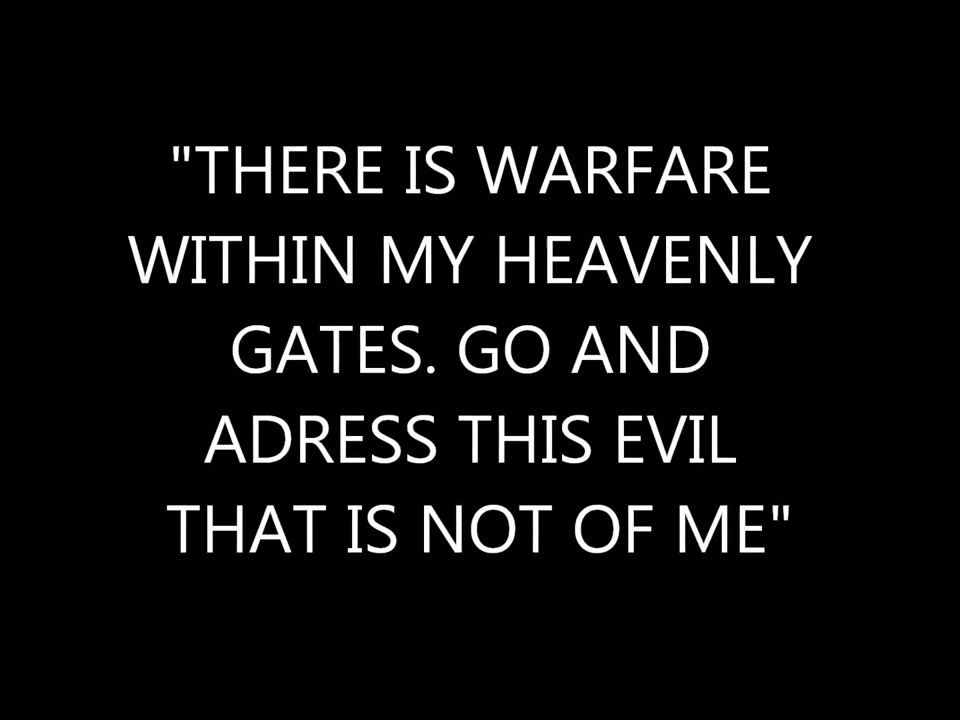 "THERE IS WARFARE
WITHIN MY HEAVENLY
GATES. GO AND
ADRESS THIS EVIL
THAT IS NOT OF ME"